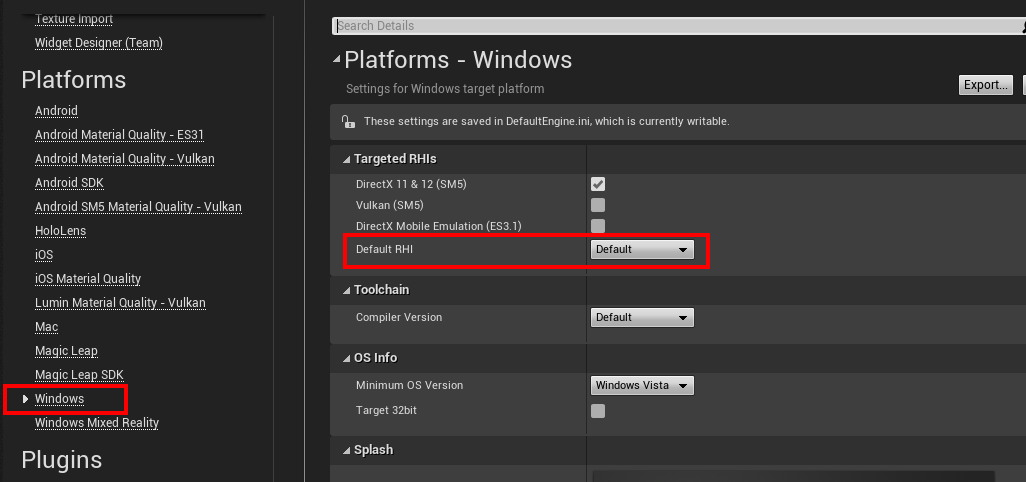 Texture Import
Widget Designer (Team)
Platforms
Android
Android Material Quality - ES31
Android Material Quality - Vulkan
Android SDK
Android SM5 Material Quality - Vulkan
HoloLens
iOS
iOS Material Quality
Lumin Material Quality - Vulkan
Mac
Magic Leap
Magic Leap SDK
Windows
Windows Mixed Reality
Plugins
Search Details
Platforms - Windows
Settings for Windows target platform
Export...
These settings are saved in DefaultEngine.ini, which is currently writable.
Targeted RHIs
DirectX 11 & 12 (SM5)
Vulkan (SM5)
DirectX Mobile Emulation (ES3.1)
Default RHI Default
Toolchain
Compiler Version Default
OS Info
Minimum OS Version Windows Vista
Target 32bit
Splash